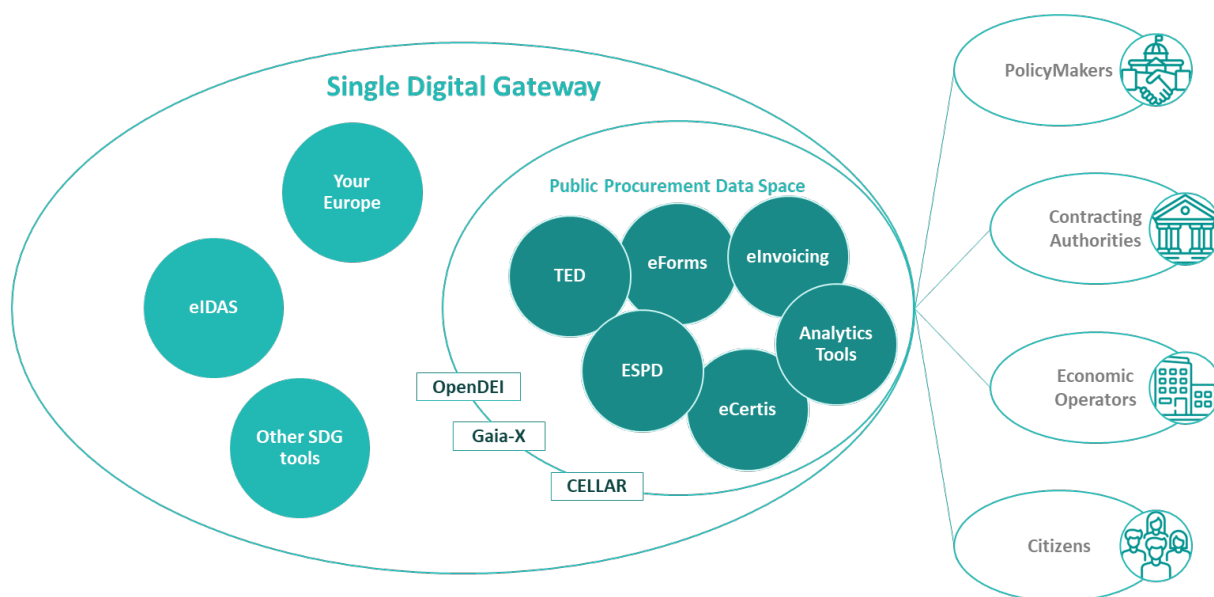 Single Digital Gateway
Your
Europe
eIDAS
Other SDG
tools
Public Procurement Data Space
TED
eForms
eInvoicing
Analytics
Tools
ESPD
eCertis
OpenDEI
Gaia-X
CELLAR
PolicyMakers
Contracting
Authorities
Economic
Operators
Citizens